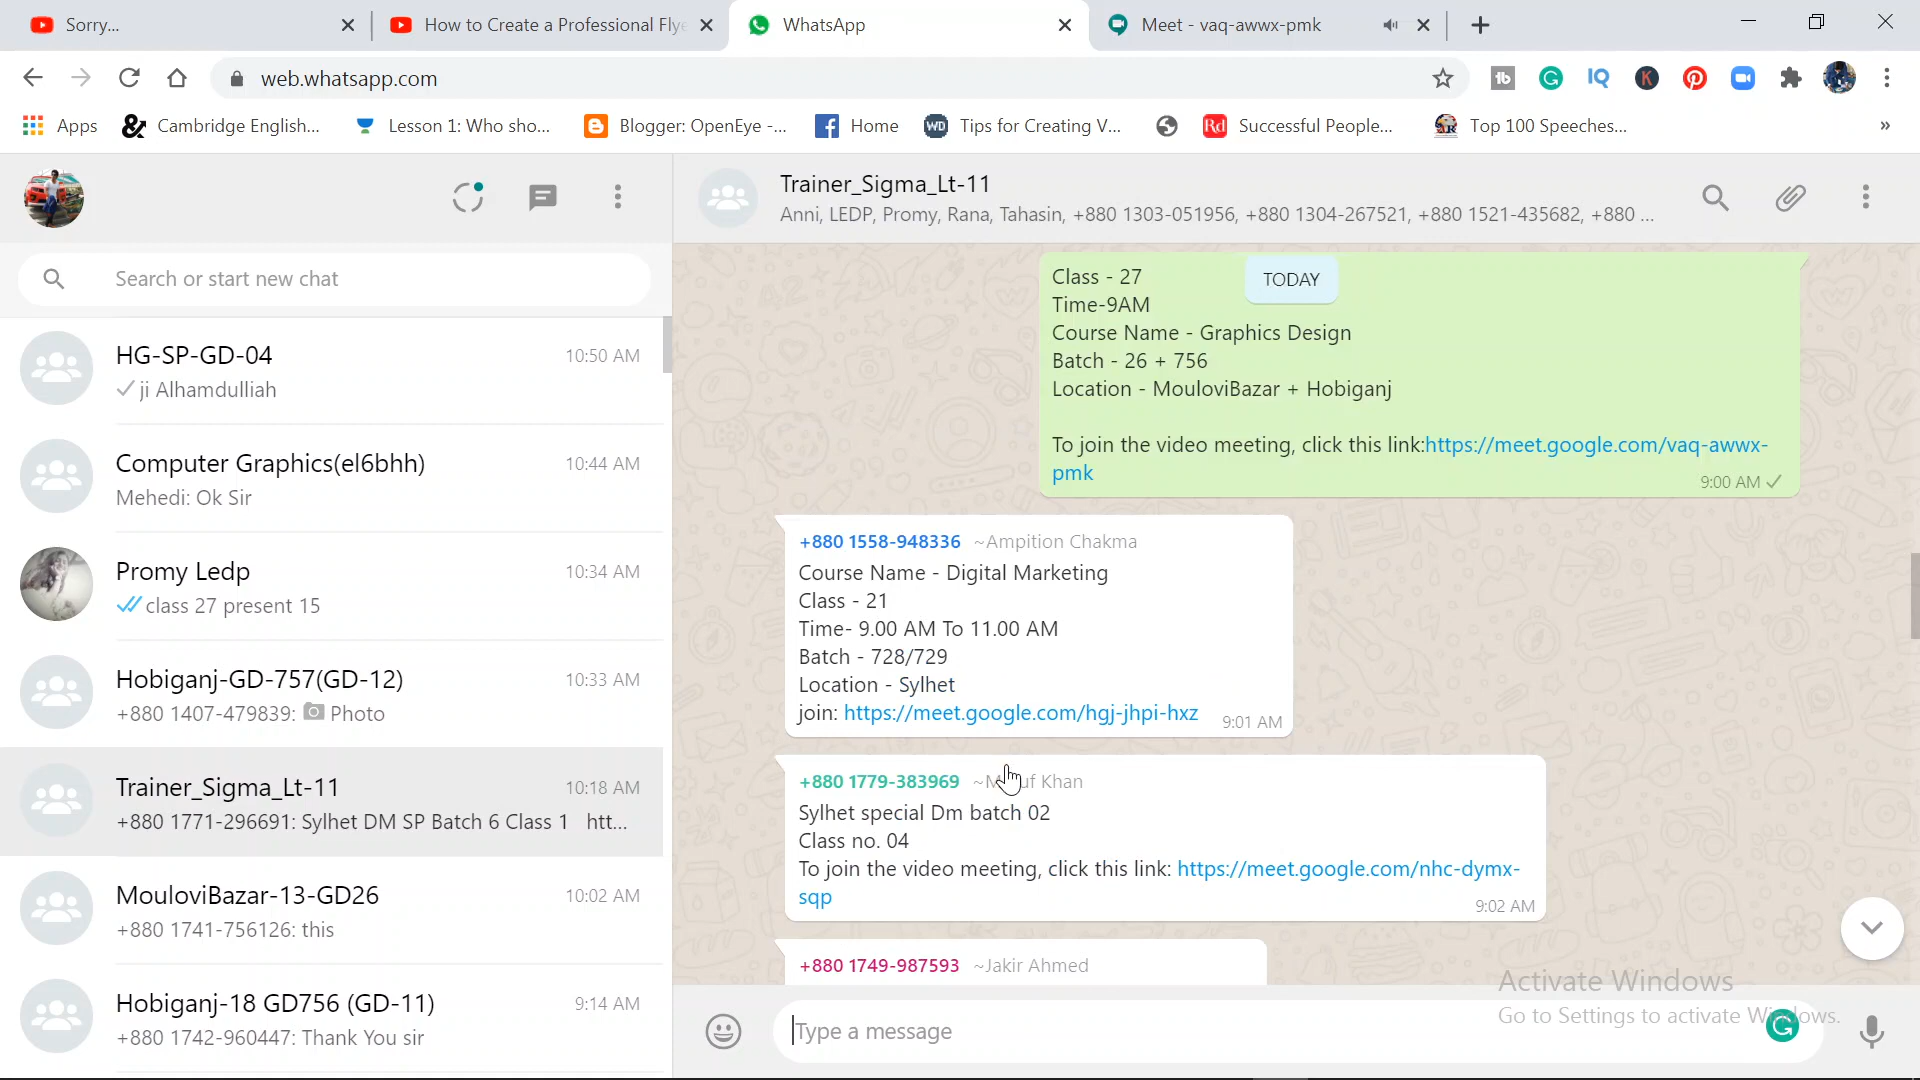 Sorry...
How to Create a Professional Flye
WhatsApp
Meet - vaq-awwx-pmk
web.whatsapp.com
Apps
Cambridge English...
Lesson 1: Who sho...
Blogger: OpenEye -...
Home
Tips for Creating V...
Successful People...
Top 100 Speeches...
»
Search or start new chat
HG-SP-GD-04
10:50 AM
ji Alhamdulliah
Computer Graphics(el6bhh)
10:44 AM
Mehedi: Ok Sir
Promy Ledp
10:34 AM
class 27 present 15
Hobiganj-GD-757(GD-12)
10:33 AM
+880 1407-479839: Photo
Trainer_Sigma_Lt-11
10:18 AM
+880 1771-296691: Sylhet DM SP Batch 6 Class 1 htt...
MouloviBazar-13-GD26
10:02 AM
+880 1741-756126: this
Hobiganj-18 GD756 (GD-11)
9:14 AM
+880 1742-960447: Thank You sir
Trainer_Sigma_Lt-11
Anni, LEDP, Promy, Rana, Tahasin, +880 1303-051956, +880 1304-267521, +880 1521-435682, +880 ...
TODAY
Class - 27
Time-9AM
Course Name - Graphics Design
Batch - 26 + 756
Location - MouloviBazar + Hobiganj
To join the video meeting, click this link:https://meet.google.com/vaq-awwx-
pmk
9:00 AM
+880 1558-948336 ~Ampition Chakma
Course Name - Digital Marketing
Class - 21
Time- 9.00 AM To 11.00 AM
Batch - 728/729
Location - Sylhet
join: https://meet.google.com/hgj-jhpi-hxz
9:01 AM
+880 1779-383969 Khan
Sylhet special Dm batch 02
Class no. 04
To join the video meeting, click this link: https://meet.google.com/nhc-dymx-
sqp
9:02 AM
+880 1749-987593 ~Jakir Ahmed
Type a message
Activate Windows
Go to Settings to activate Windows.